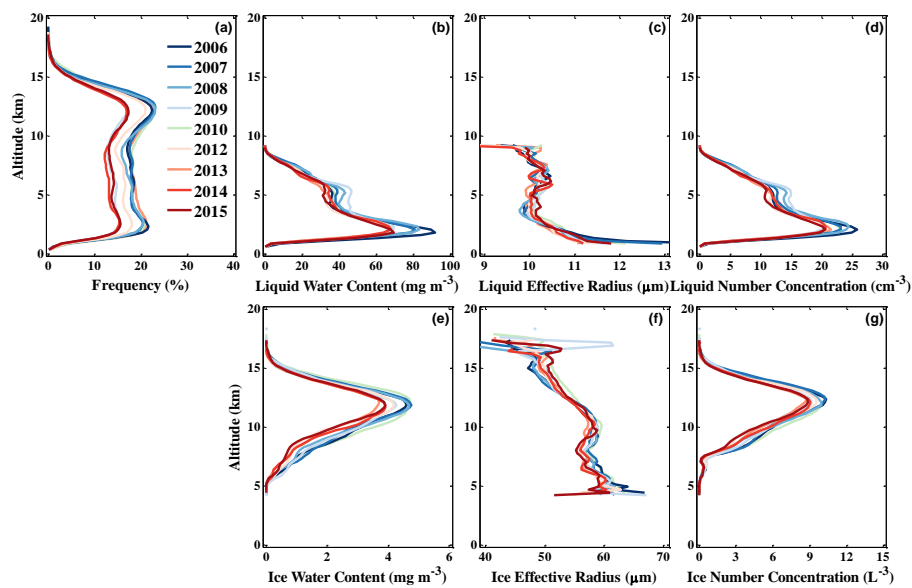 (a)
(b)
(c)
(d)
2006
2007
2008
2009
2010
2012
2013
2014
2015
Altitude (km)
20
15
10
5
0
20
15
10
5
0
20
15
10
5
0
20
15
10
5
0
0 10 20 30 40
0 20 40 60 80 100
9 10 11 12 13
0 5 10 15 20 25 30
Frequency (%)
Liquid Water Content (mg m⁻³)
Liquid Effective Radius (μm)
Liquid Number Concentration (cm⁻³)
(e)
(f)
(g)
Altitude (km)
20
15
10
5
0
20
15
10
5
0
20
15
10
5
0
0 2 4 6
40 50 60 70
0 3 6 9 12 15
Ice Water Content (mg m⁻³)
Ice Effective Radius (μm)
Ice Number Concentration (L⁻³)